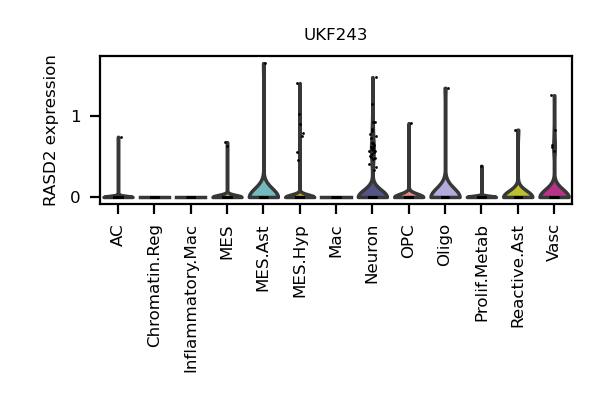 UKF243
RASD2 expression
1
0
AC
Chromatin.Reg
Inflammatory.Mac
MES
MES.Ast
MES.Hyp
Mac
Neuron
OPC
Oligo
Prolif.Metab
Reactive.Ast
Vasc